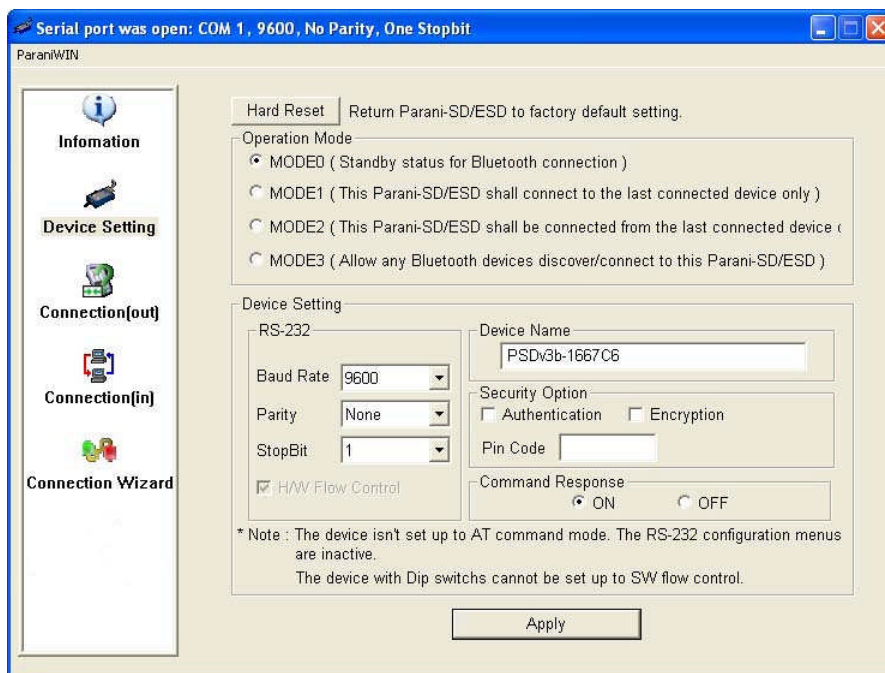 Serial port was open: COM 1, 9600, No Parity, One Stopbit
ParaniWIN
Infomation
Device Setting
Connection(out)
Connection(in)
Connection Wizard
Hard Reset Return Parani-SD/ESD to factory default setting.
Operation Mode
MODE0 ( Standby status for Bluetooth connection )
MODE1 ( This Parani-SD/ESD shall connect to the last connected device only )
MODE2 ( This Parani-SD/ESD shall be connected from the last connected device
MODE3 ( Allow any Bluetooth devices discover/connect to this Parani-SD/ESD )
Device Setting
RS-232
Baud Rate 9600
Parity None
StopBit 1
H/W Flow Control
Device Name
PSDv3b-1667C6
Security Option
Authentication Encryption
Pin Code
Command Response
ON OFF
* Note : The device isn't set up to AT command mode. The RS-232 configuration menus
are inactive.
The device with Dip switchs cannot be set up to SW flow control.
Apply